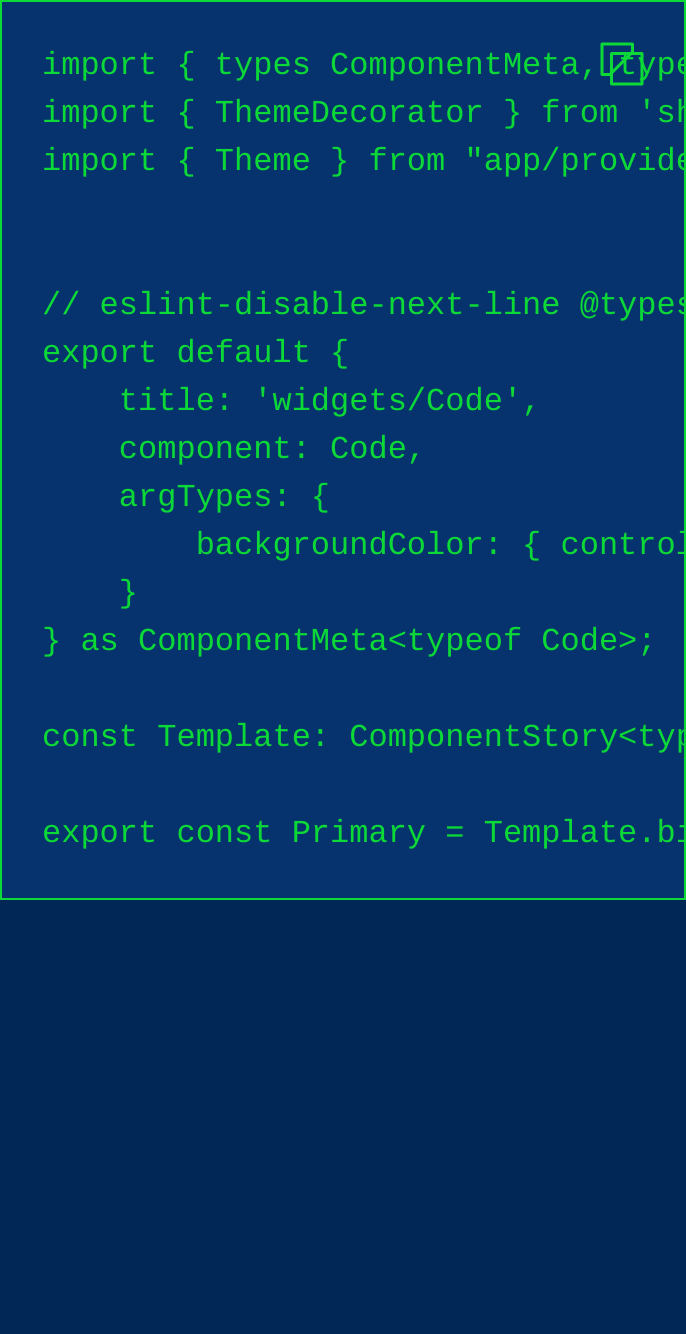 import { types ComponentMeta, type
import { ThemeDecorator } from 'sh
import { Theme } from "app/provide
// eslint-disable-next-line @types
export default {
    title: 'widgets/Code',
    component: Code,
    argTypes: {
        backgroundColor: { control
    }
} as ComponentMeta<typeof Code>;
const Template: ComponentStory<typ
export const Primary = Template.bi